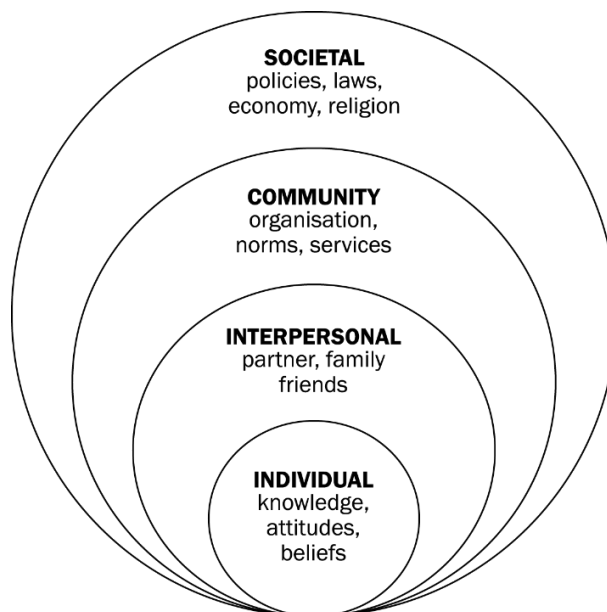 SOCIETAL
policies, laws,
economy, religion
COMMUNITY
organisation,
norms, services
INTERPERSONAL
partner, family
friends
INDIVIDUAL
knowledge,
attitudes,
beliefs